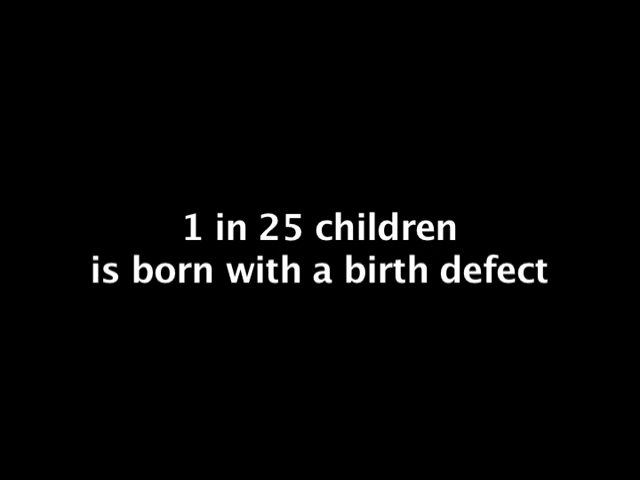 1 in 25 children
is born with a birth defect